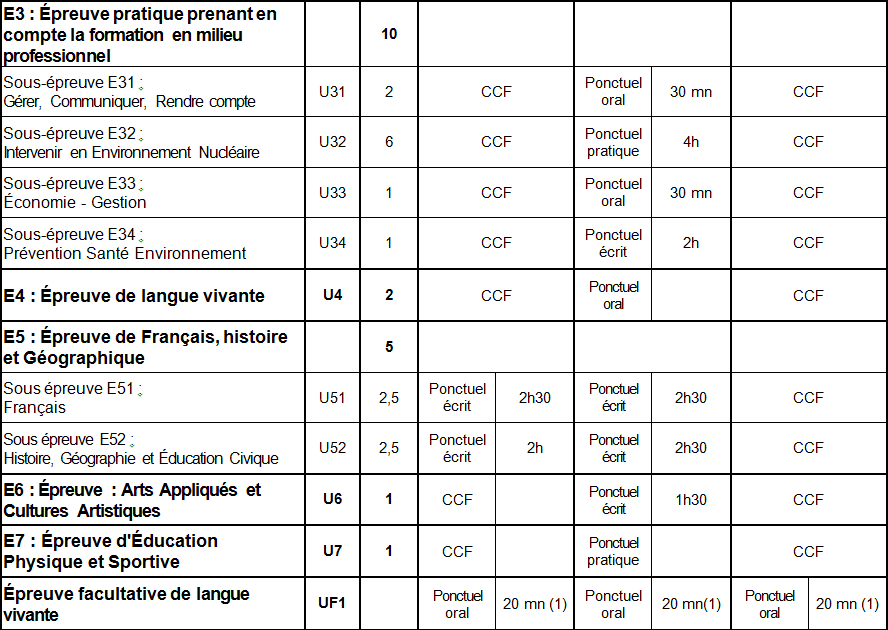 E3 : Épreuve pratique prenant en
compte la formation en milieu
professionnel
10
Sous-épreuve E31 :
Gérer, Communiquer, Rendre compte
U31
2
CCF
Ponctuel
oral
30 mn
CCF
Sous-épreuve E32 :
Intervenir en Environnement Nucléaire
U32
6
CCF
Ponctuel
pratique
4h
CCF
Sous-épreuve E33 :
Économie - Gestion
U33
1
CCF
Ponctuel
oral
30 mn
CCF
Sous-épreuve E34 :
Prévention Santé Environnement
U34
1
CCF
Ponctuel
écrit
2h
CCF
E4 : Épreuve de langue vivante
U4
2
CCF
Ponctuel
oral
CCF
E5 : Épreuve de Français, histoire
et Géographique
5
Sous épreuve E51 :
Français
U51
2,5
Ponctuel
écrit
2h30
Ponctuel
écrit
2h30
CCF
Sous épreuve E52 :
Histoire, Géographie et Éducation Civique
U52
2,5
Ponctuel
écrit
2h
Ponctuel
écrit
2h30
CCF
E6 : Épreuve : Arts Appliqués et
Cultures Artistiques
U6
1
CCF
Ponctuel
écrit
1h30
CCF
E7 : Épreuve d'Éducation
Physique et Sportive
U7
1
CCF
Ponctuel
pratique
CCF
Épreuve facultative de langue
vivante
UF1
Ponctuel
oral
20 mn (1)
Ponctuel
oral
20 mn(1)
Ponctuel
oral
20 mn (1)